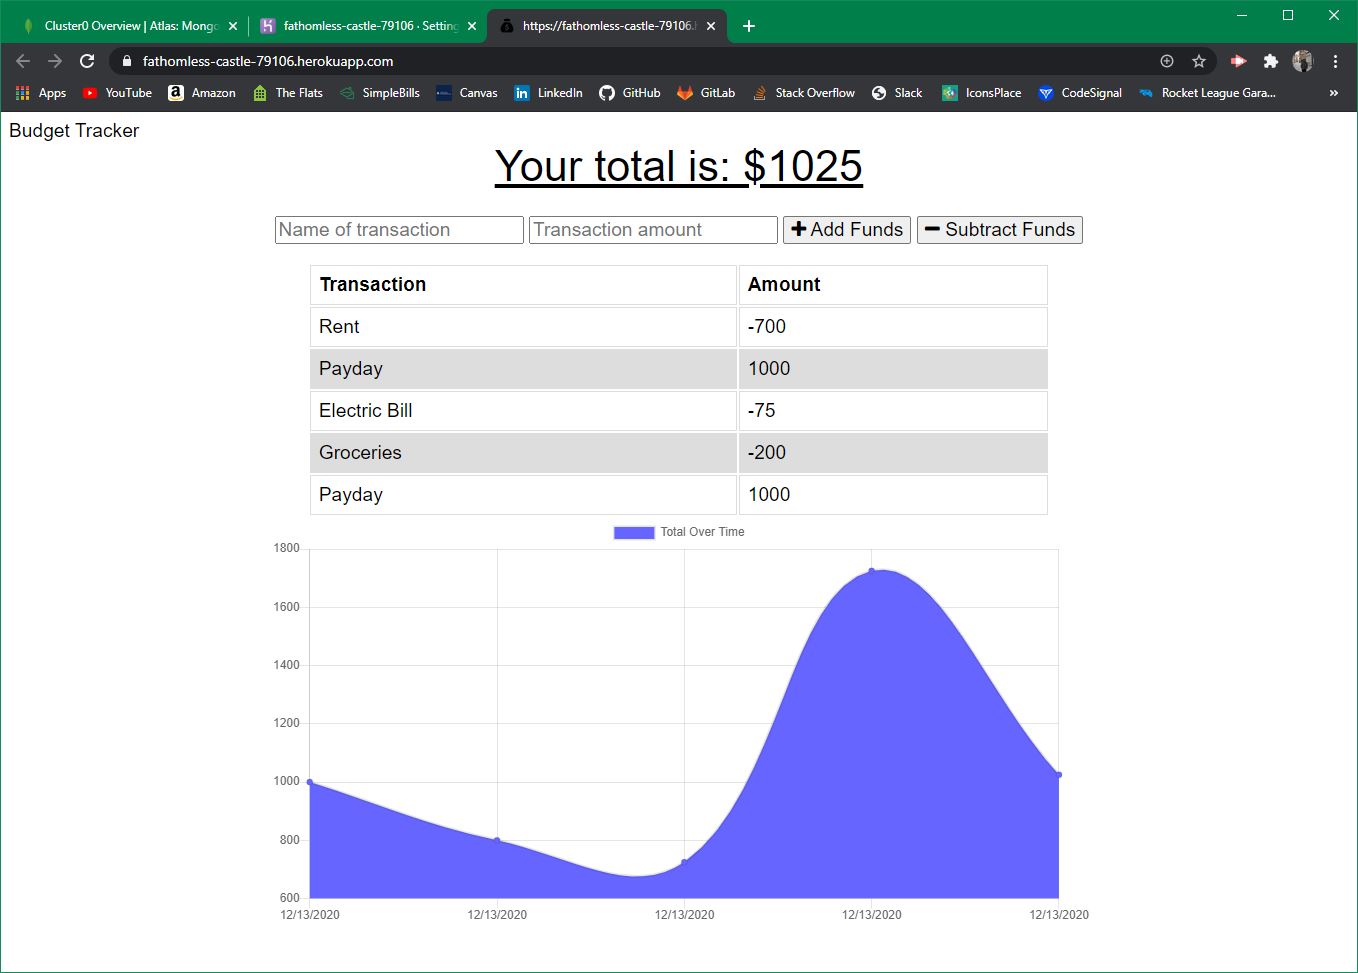 Cluster0 Overview | Atlas: Mongo
fathomless-castle-79106 · Setting
https://fathomless-castle-79106.h
fathomless-castle-79106.herokuapp.com
Apps YouTube Amazon The Flats SimpleBills Canvas LinkedIn GitHub GitLab Stack Overflow Slack IconsPlace CodeSignal Rocket League Gara... »
Budget Tracker
Your total is: $1025
Name of transaction Transaction amount Add Funds Subtract Funds
Transaction Amount
Rent -700
Payday 1000
Electric Bill -75
Groceries -200
Payday 1000
Total Over Time
1800
1600
1400
1200
1000
800
600
12/13/2020 12/13/2020 12/13/2020 12/13/2020 12/13/2020